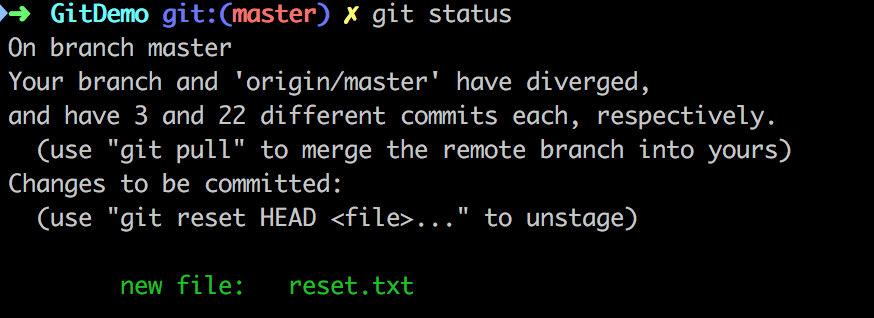 ➜ GitDemo git:(master) ✗ git status
On branch master
Your branch and 'origin/master' have diverged,
and have 3 and 22 different commits each, respectively.
  (use "git pull" to merge the remote branch into yours)
Changes to be committed:
  (use "git reset HEAD <file>..." to unstage)
        new file:   reset.txt